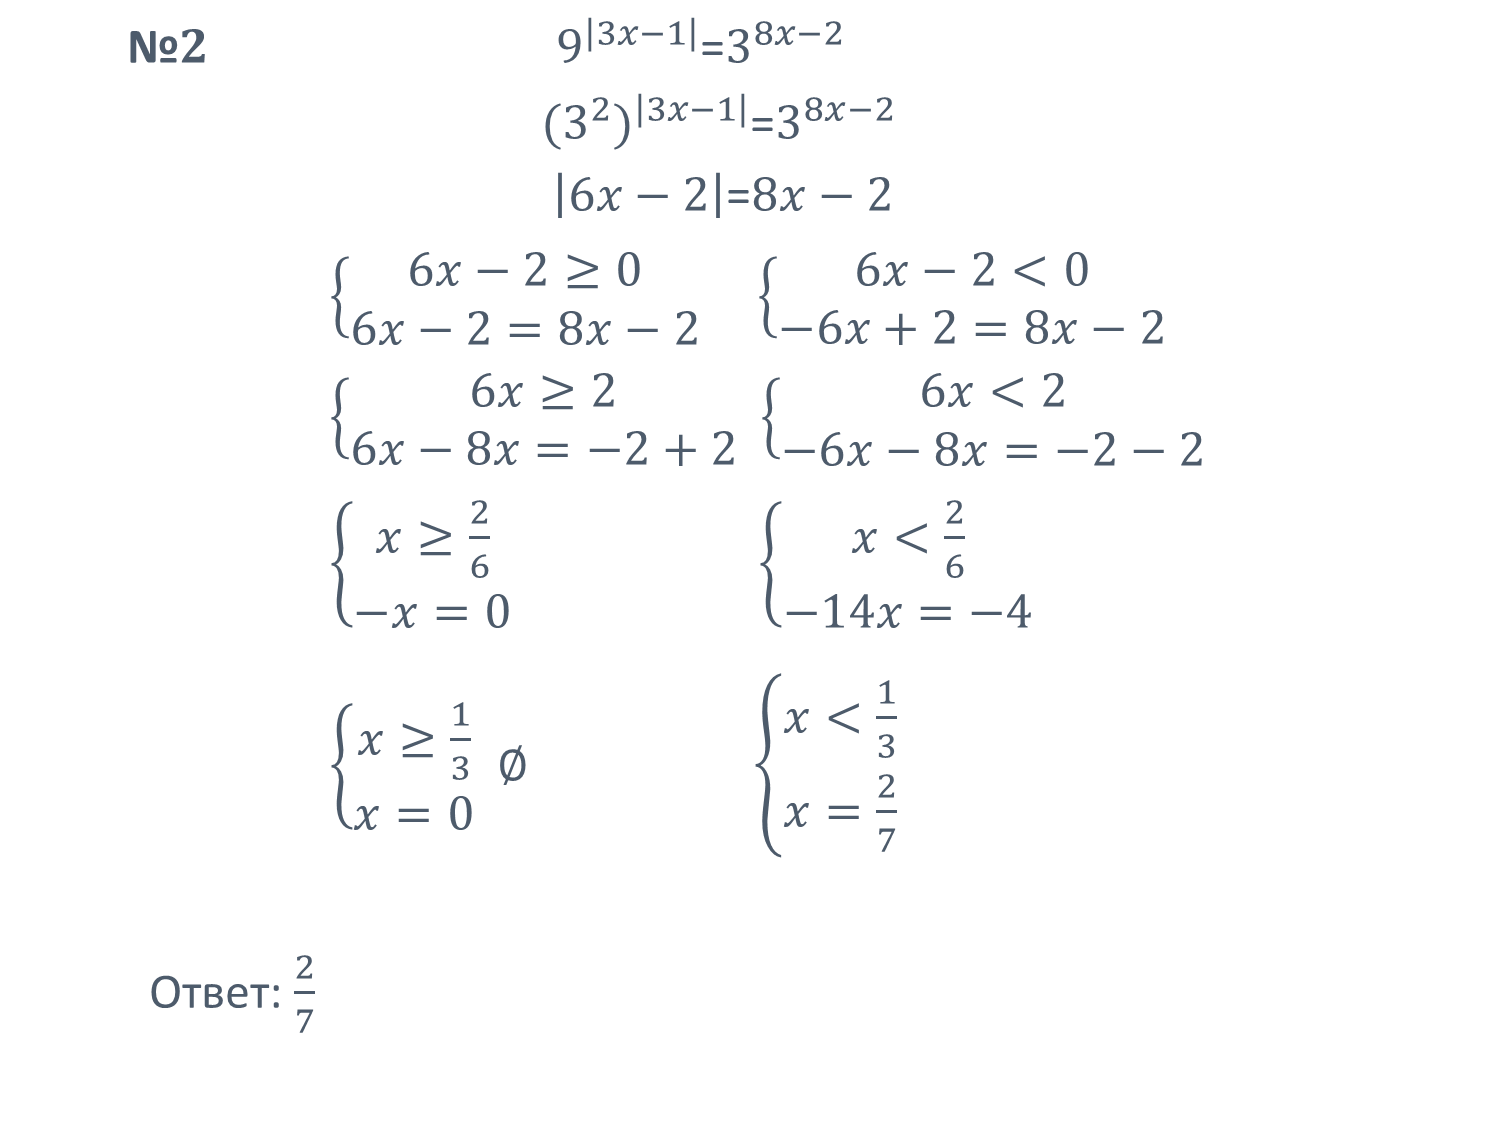 №2
9^{|3x−1|}=3^{8x−2}
(3^2)^{|3x−1|}=3^{8x−2}
|6x − 2|=8x − 2
{ 6x − 2 ≥ 0 { 6x − 2 < 0
6x − 2 = 8x − 2 −6x + 2 = 8x − 2
{ 6x ≥ 2 { 6x < 2
6x − 8x = −2 + 2 −6x − 8x = −2 − 2
{ x ≥ 2/6 { x < 2/6
−x = 0 −14x = −4
{ x ≥ 1/3 ∅ { x < 1/3
x = 0 x = 2/7
Ответ: 2/7